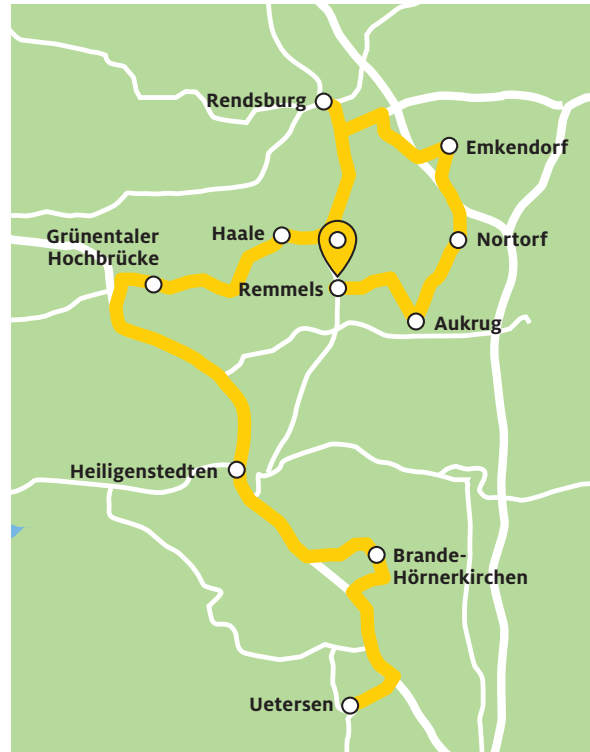 Rendsburg
Emkendorf
Grünentaler
Hochbrücke
Haale
Nortorf
Remmels
Aukrug
Heiligenstedten
Brande-
Hörnerkirchen
Uetersen